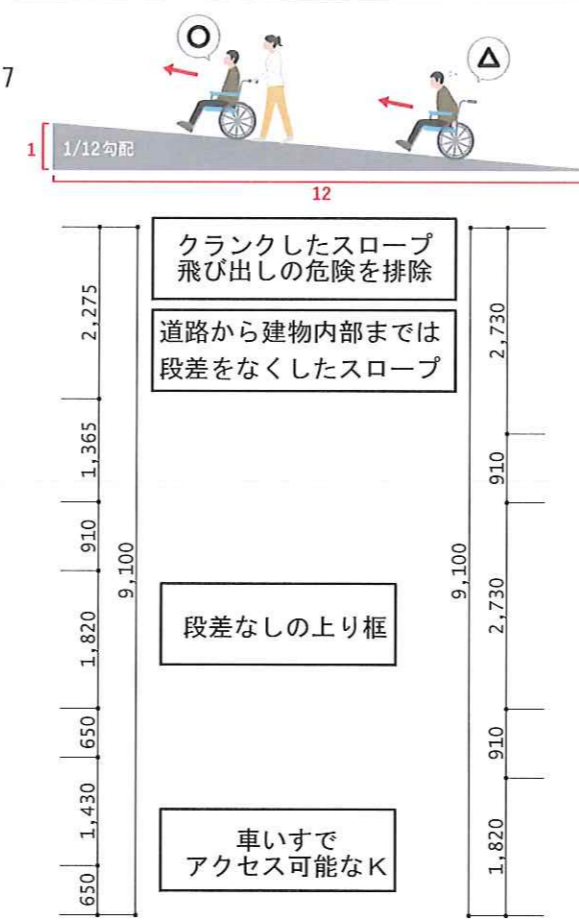 7
○
△
1
1/12勾配
12
クランクしたスロープ
飛び出しの危険を排除
道路から建物内部までは
段差をなくしたスロープ
2,275
1,365
910
1,820
650
1,430
650
9,100
段差なしの上り框
車いすで
アクセス可能なK
9,100
2,730
910
2,730
910
1,820